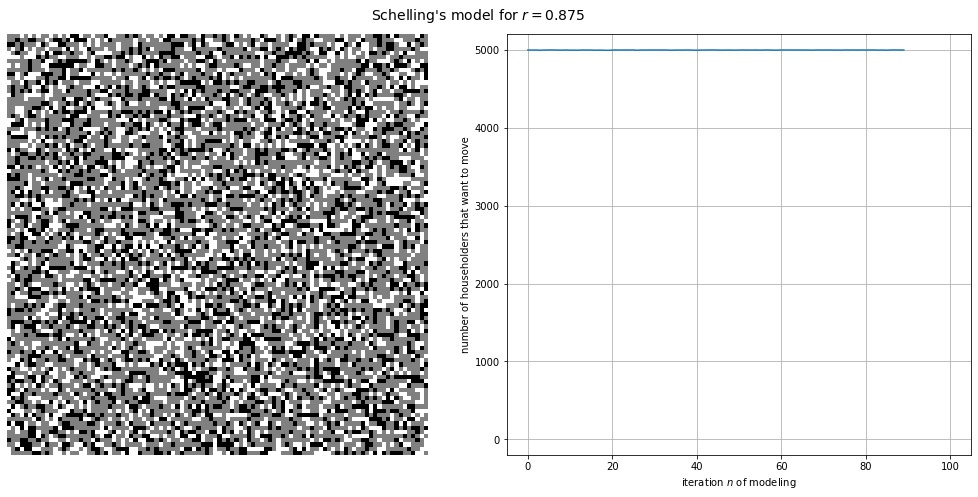 Schelling's model for r = 0.875
number of householders that want to move
5000
4000
3000
2000
1000
0
0 20 40 60 80 100
iteration n of modeling